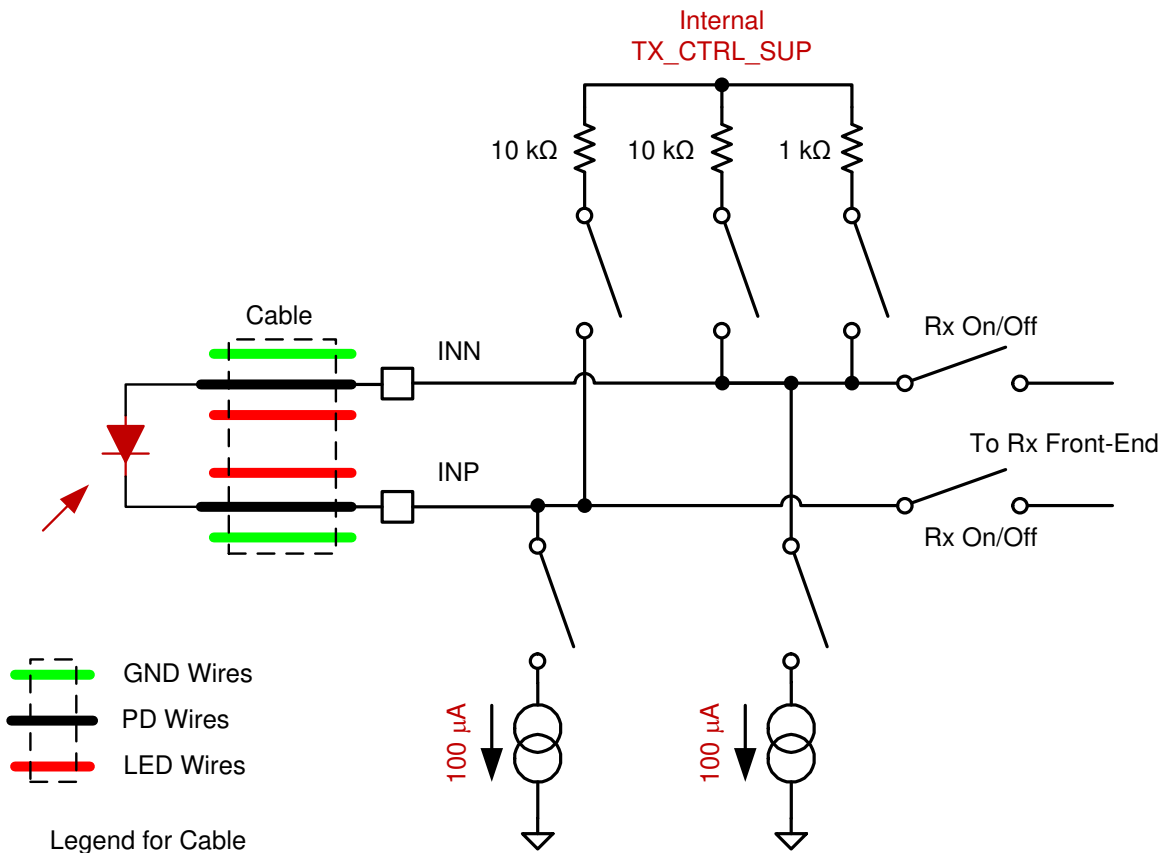 Internal
TX_CTRL_SUP
10 kΩ
10 kΩ
1 kΩ
Cable
INN
Rx On/Off
To Rx Front-End
INP
Rx On/Off
GND Wires
PD Wires
LED Wires
100 µA
100 µA
Legend for Cable